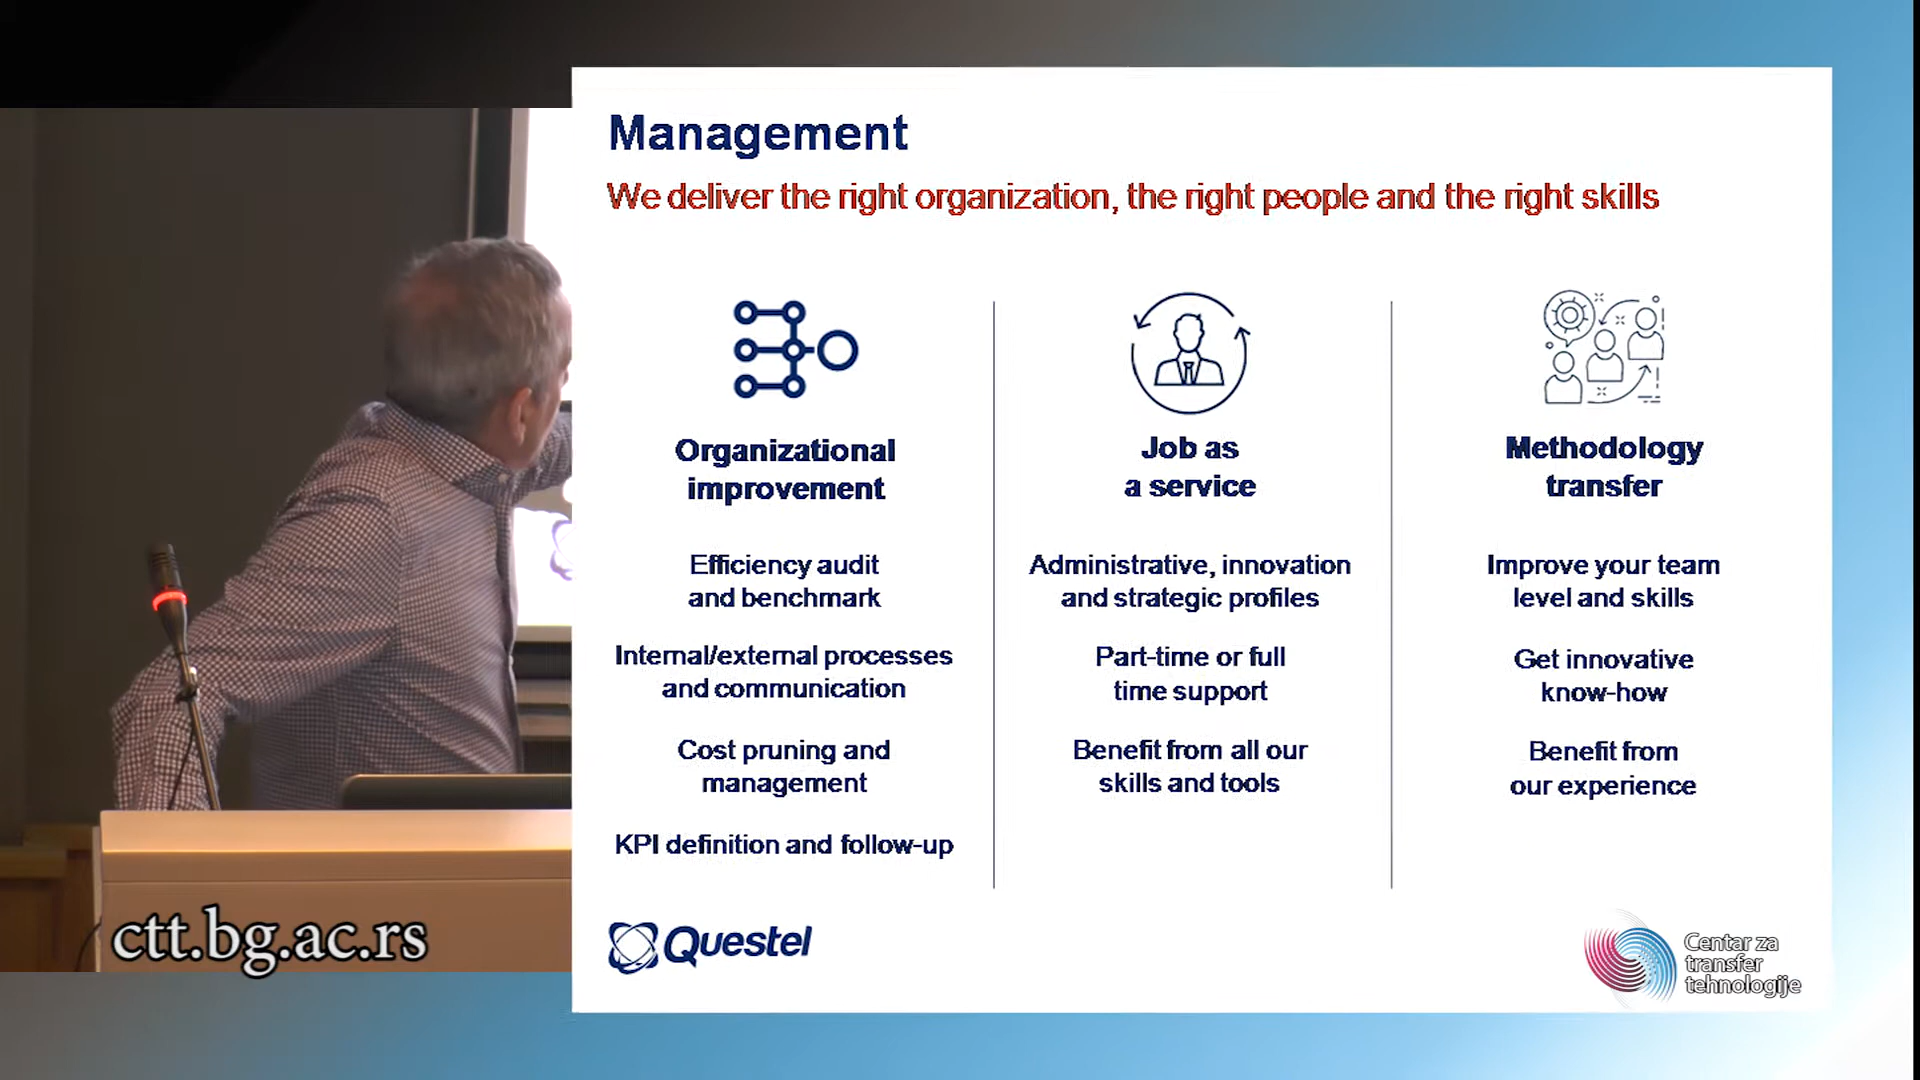 Management
We deliver the right organization, the right people and the right skills
Organizational
improvement
Efficiency audit
and benchmark
Internal/external processes
and communication
Cost pruning and
management
KPI definition and follow-up
Job as
a service
Administrative, innovation
and strategic profiles
Part-time or full
time support
Benefit from all our
skills and tools
Methodology
transfer
Improve your team
level and skills
Get innovative
know-how
Benefit from
our experience
Questel
Centar za
transfer
tehnologije
ctt.bg.ac.rs